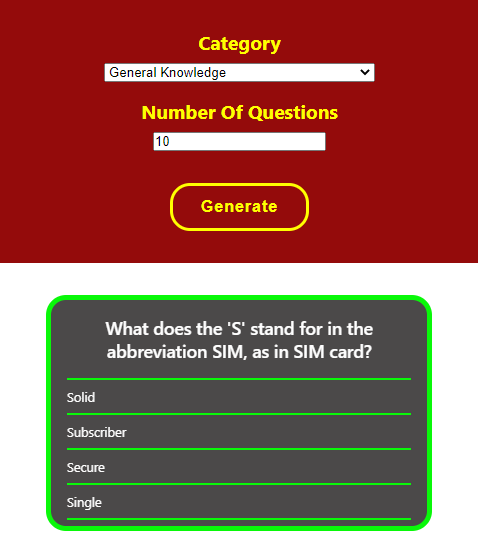 Category
General Knowledge
Number Of Questions
10
Generate
What does the 'S' stand for in the
abbreviation SIM, as in SIM card?
Solid
Subscriber
Secure
Single